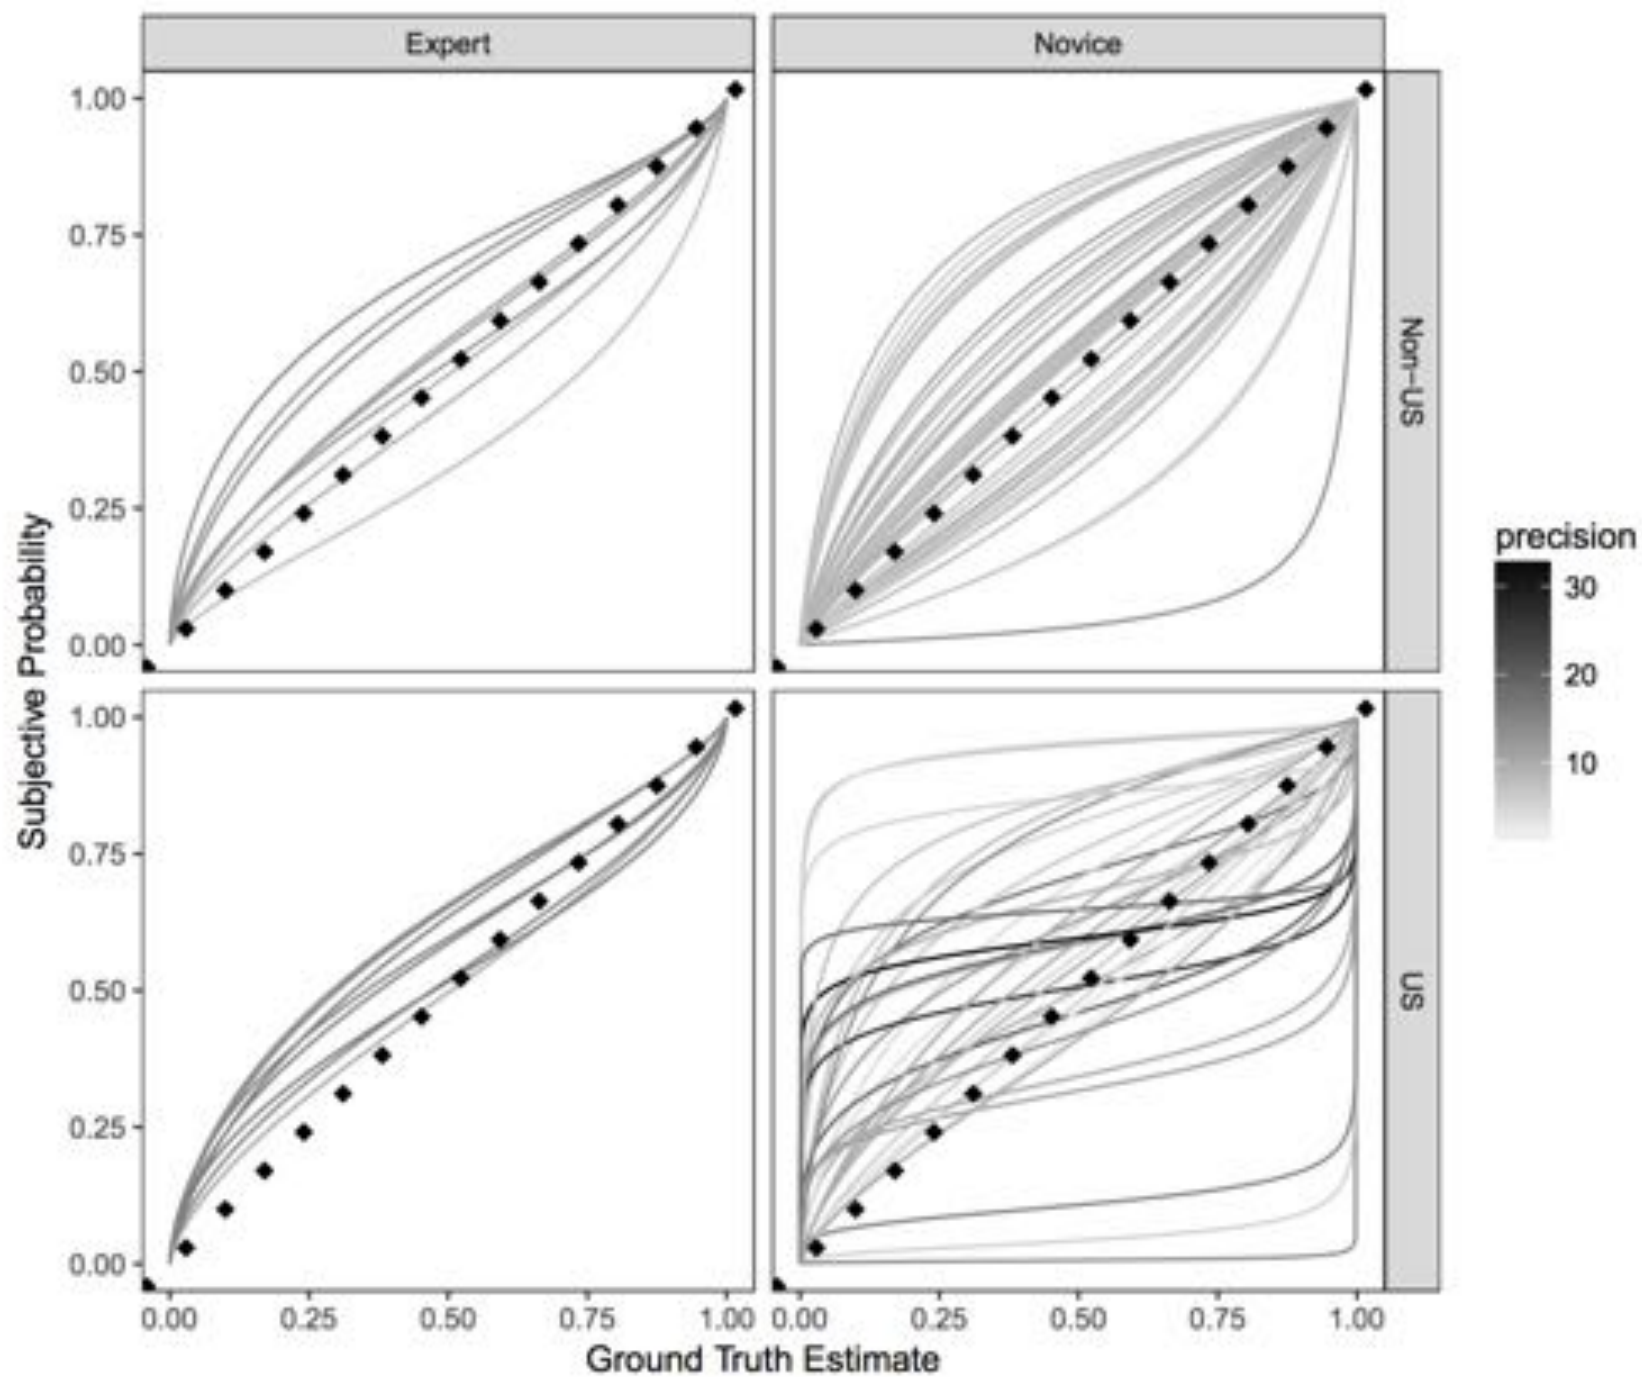 Expert
Novice
1.00
0.75
0.50
0.25
0.00
Non-US
1.00
0.75
0.50
0.25
0.00
US
Subjective Probability
0.00 0.25 0.50 0.75 1.00
0.00 0.25 0.50 0.75 1.00
Ground Truth Estimate
precision
30
20
10